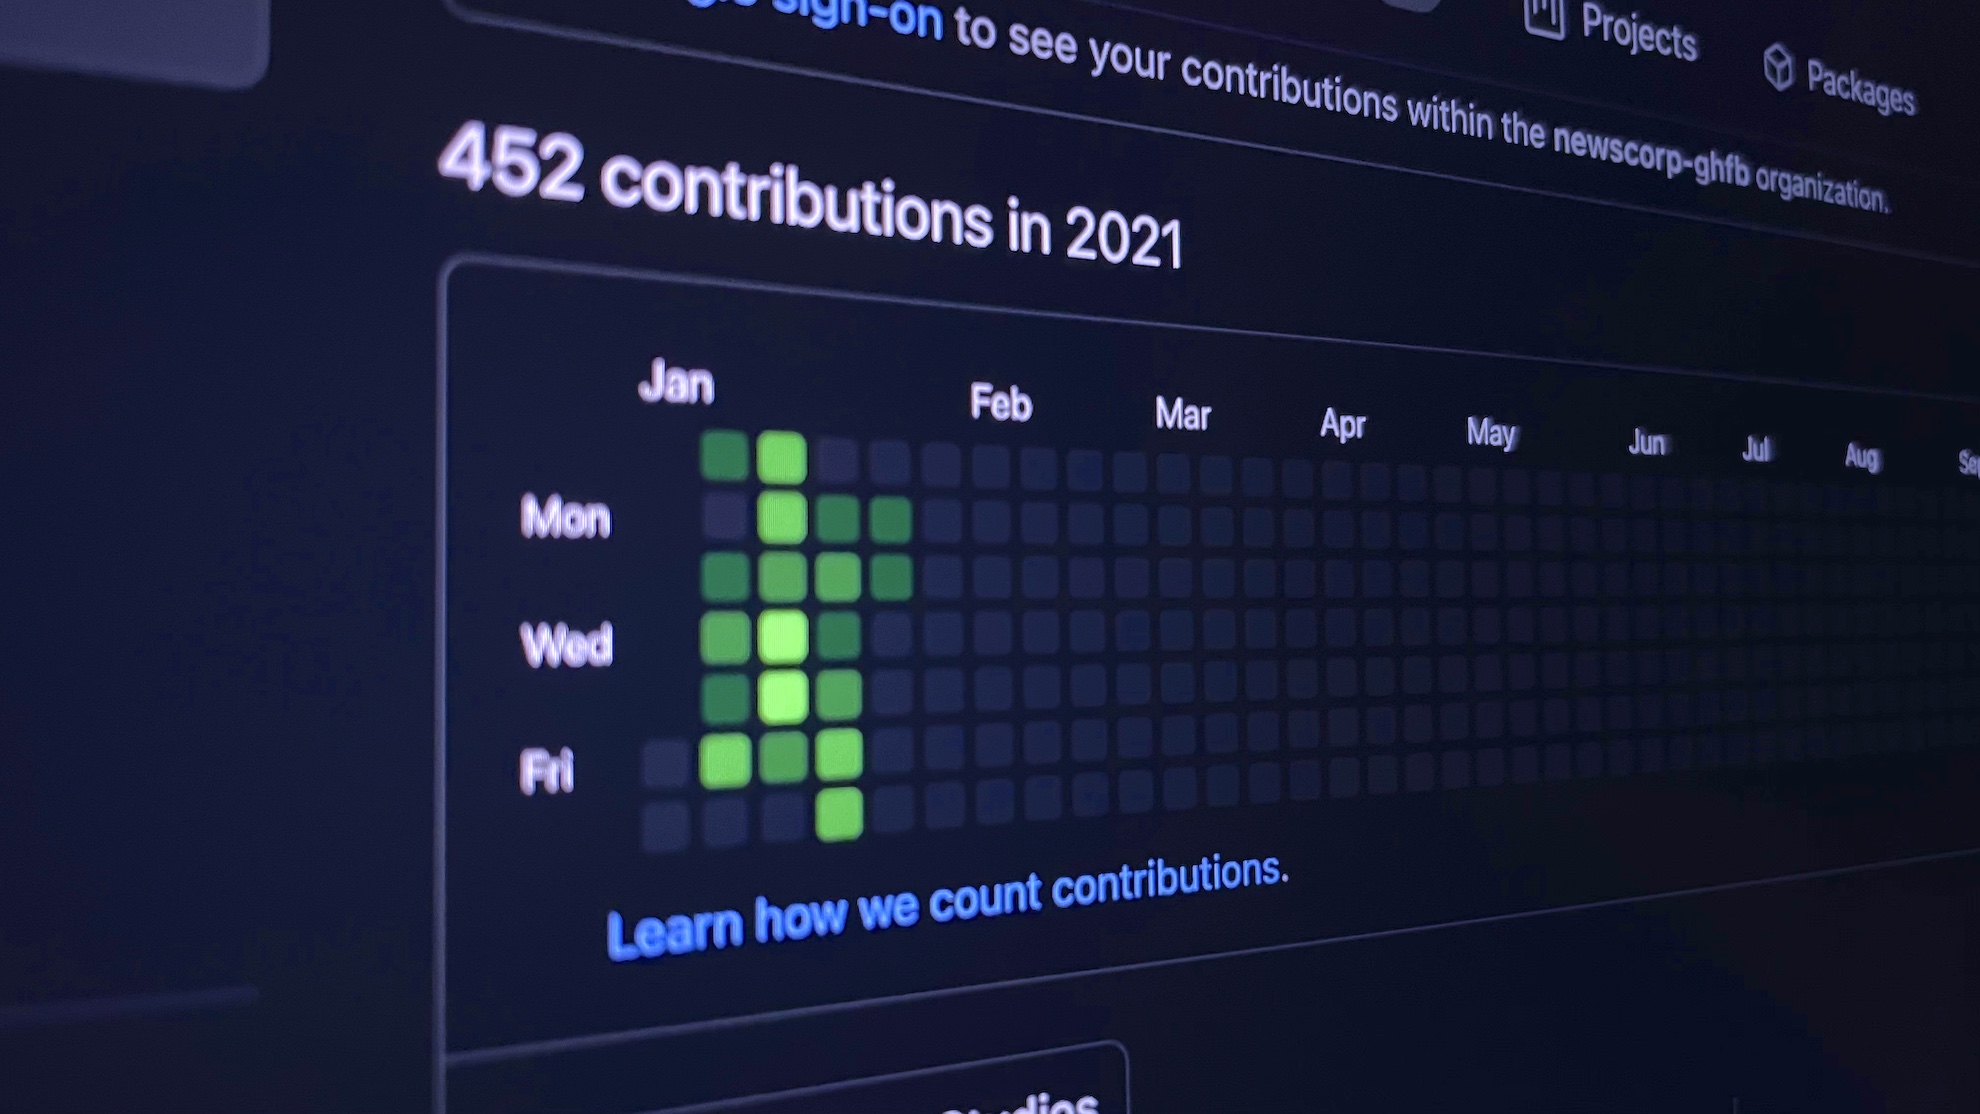 Projects
Packages
sign-on to see your contributions within the newscorp-ghfb organization.
452 contributions in 2021
Jan Feb Mar Apr May Jun Jul Aug
Mon
Wed
Fri
Learn how we count contributions.